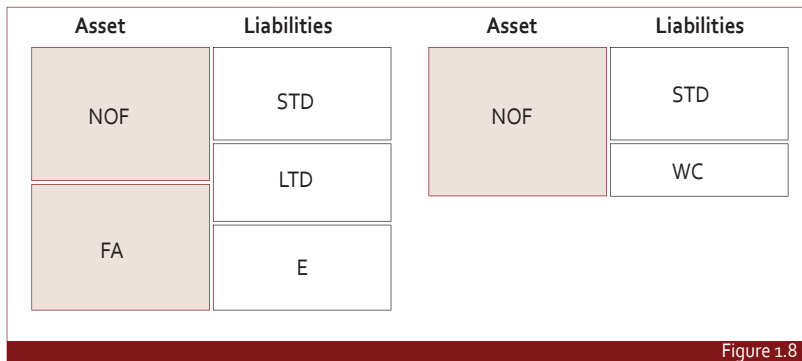 Asset Liabilities Asset Liabilities
NOF STD NOF STD
LTD WC
FA E
Figure 1.8